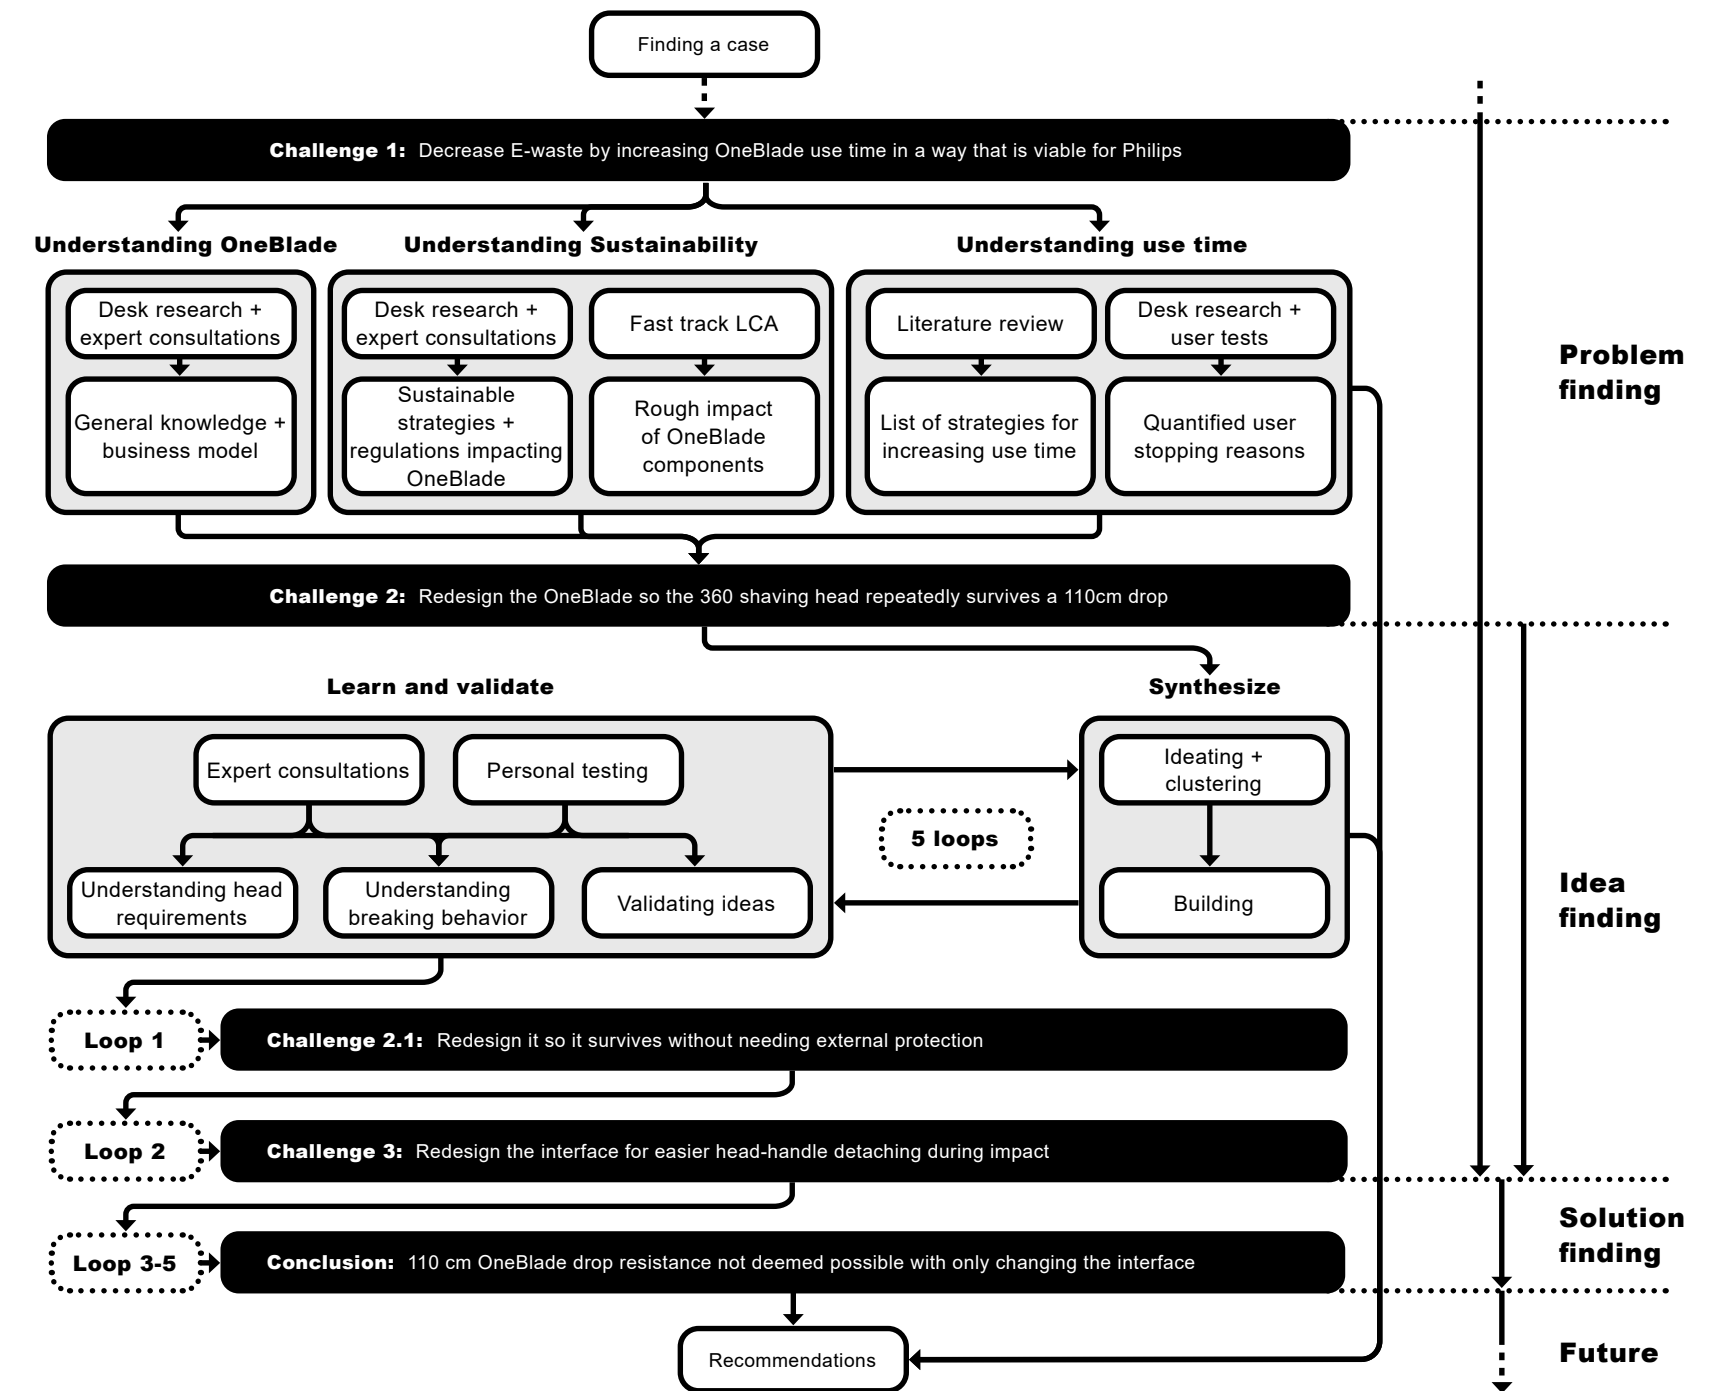 Finding a case
Challenge 1: Decrease E-waste by increasing OneBlade use time in a way that is viable for Philips
Understanding OneBlade
Understanding Sustainability
Understanding use time
Desk research +
expert consultations
General knowledge +
business model
Desk research +
expert consultations
Sustainable
strategies +
regulations impacting
OneBlade
Fast track LCA
Rough impact
of OneBlade
components
Literature review
List of strategies for
increasing use time
Desk research +
user tests
Quantified user
stopping reasons
Problem
finding
Challenge 2: Redesign the OneBlade so the 360 shaving head repeatedly survives a 110cm drop
Learn and validate
Synthesize
Expert consultations
Personal testing
Understanding head
requirements
Understanding
breaking behavior
Validating ideas
5 loops
Ideating +
clustering
Building
Idea
finding
Loop 1
Challenge 2.1: Redesign it so it survives without needing external protection
Loop 2
Challenge 3: Redesign the interface for easier head-handle detaching during impact
Loop 3-5
Conclusion: 110 cm OneBlade drop resistance not deemed possible with only changing the interface
Solution
finding
Recommendations
Future